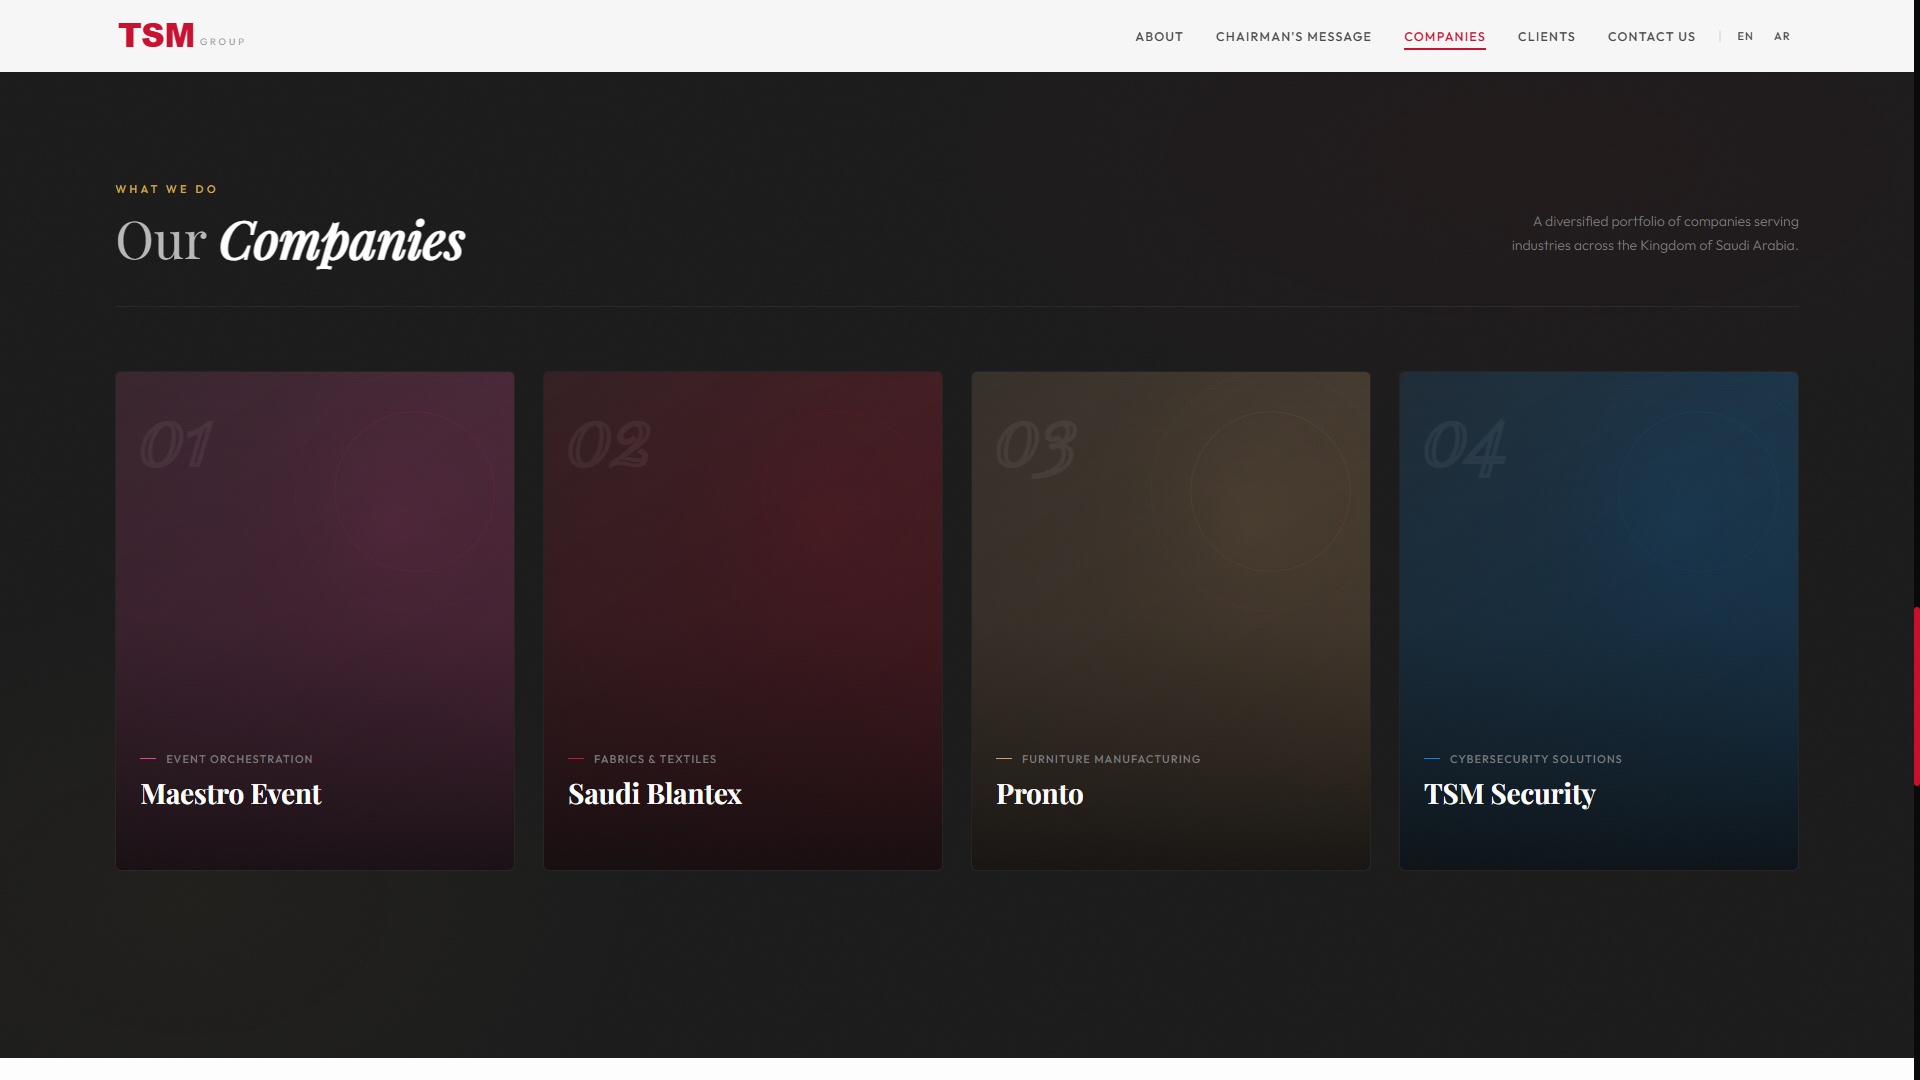 TSM GROUP
ABOUT
CHAIRMAN'S MESSAGE
COMPANIES
CLIENTS
CONTACT US
EN
AR
WHAT WE DO
Our Companies
A diversified portfolio of companies serving
industries across the Kingdom of Saudi Arabia.
01
EVENT ORCHESTRATION
Maestro Event
02
FABRICS & TEXTILES
Saudi Blantex
03
FURNITURE MANUFACTURING
Pronto
04
CYBERSECURITY SOLUTIONS
TSM Security